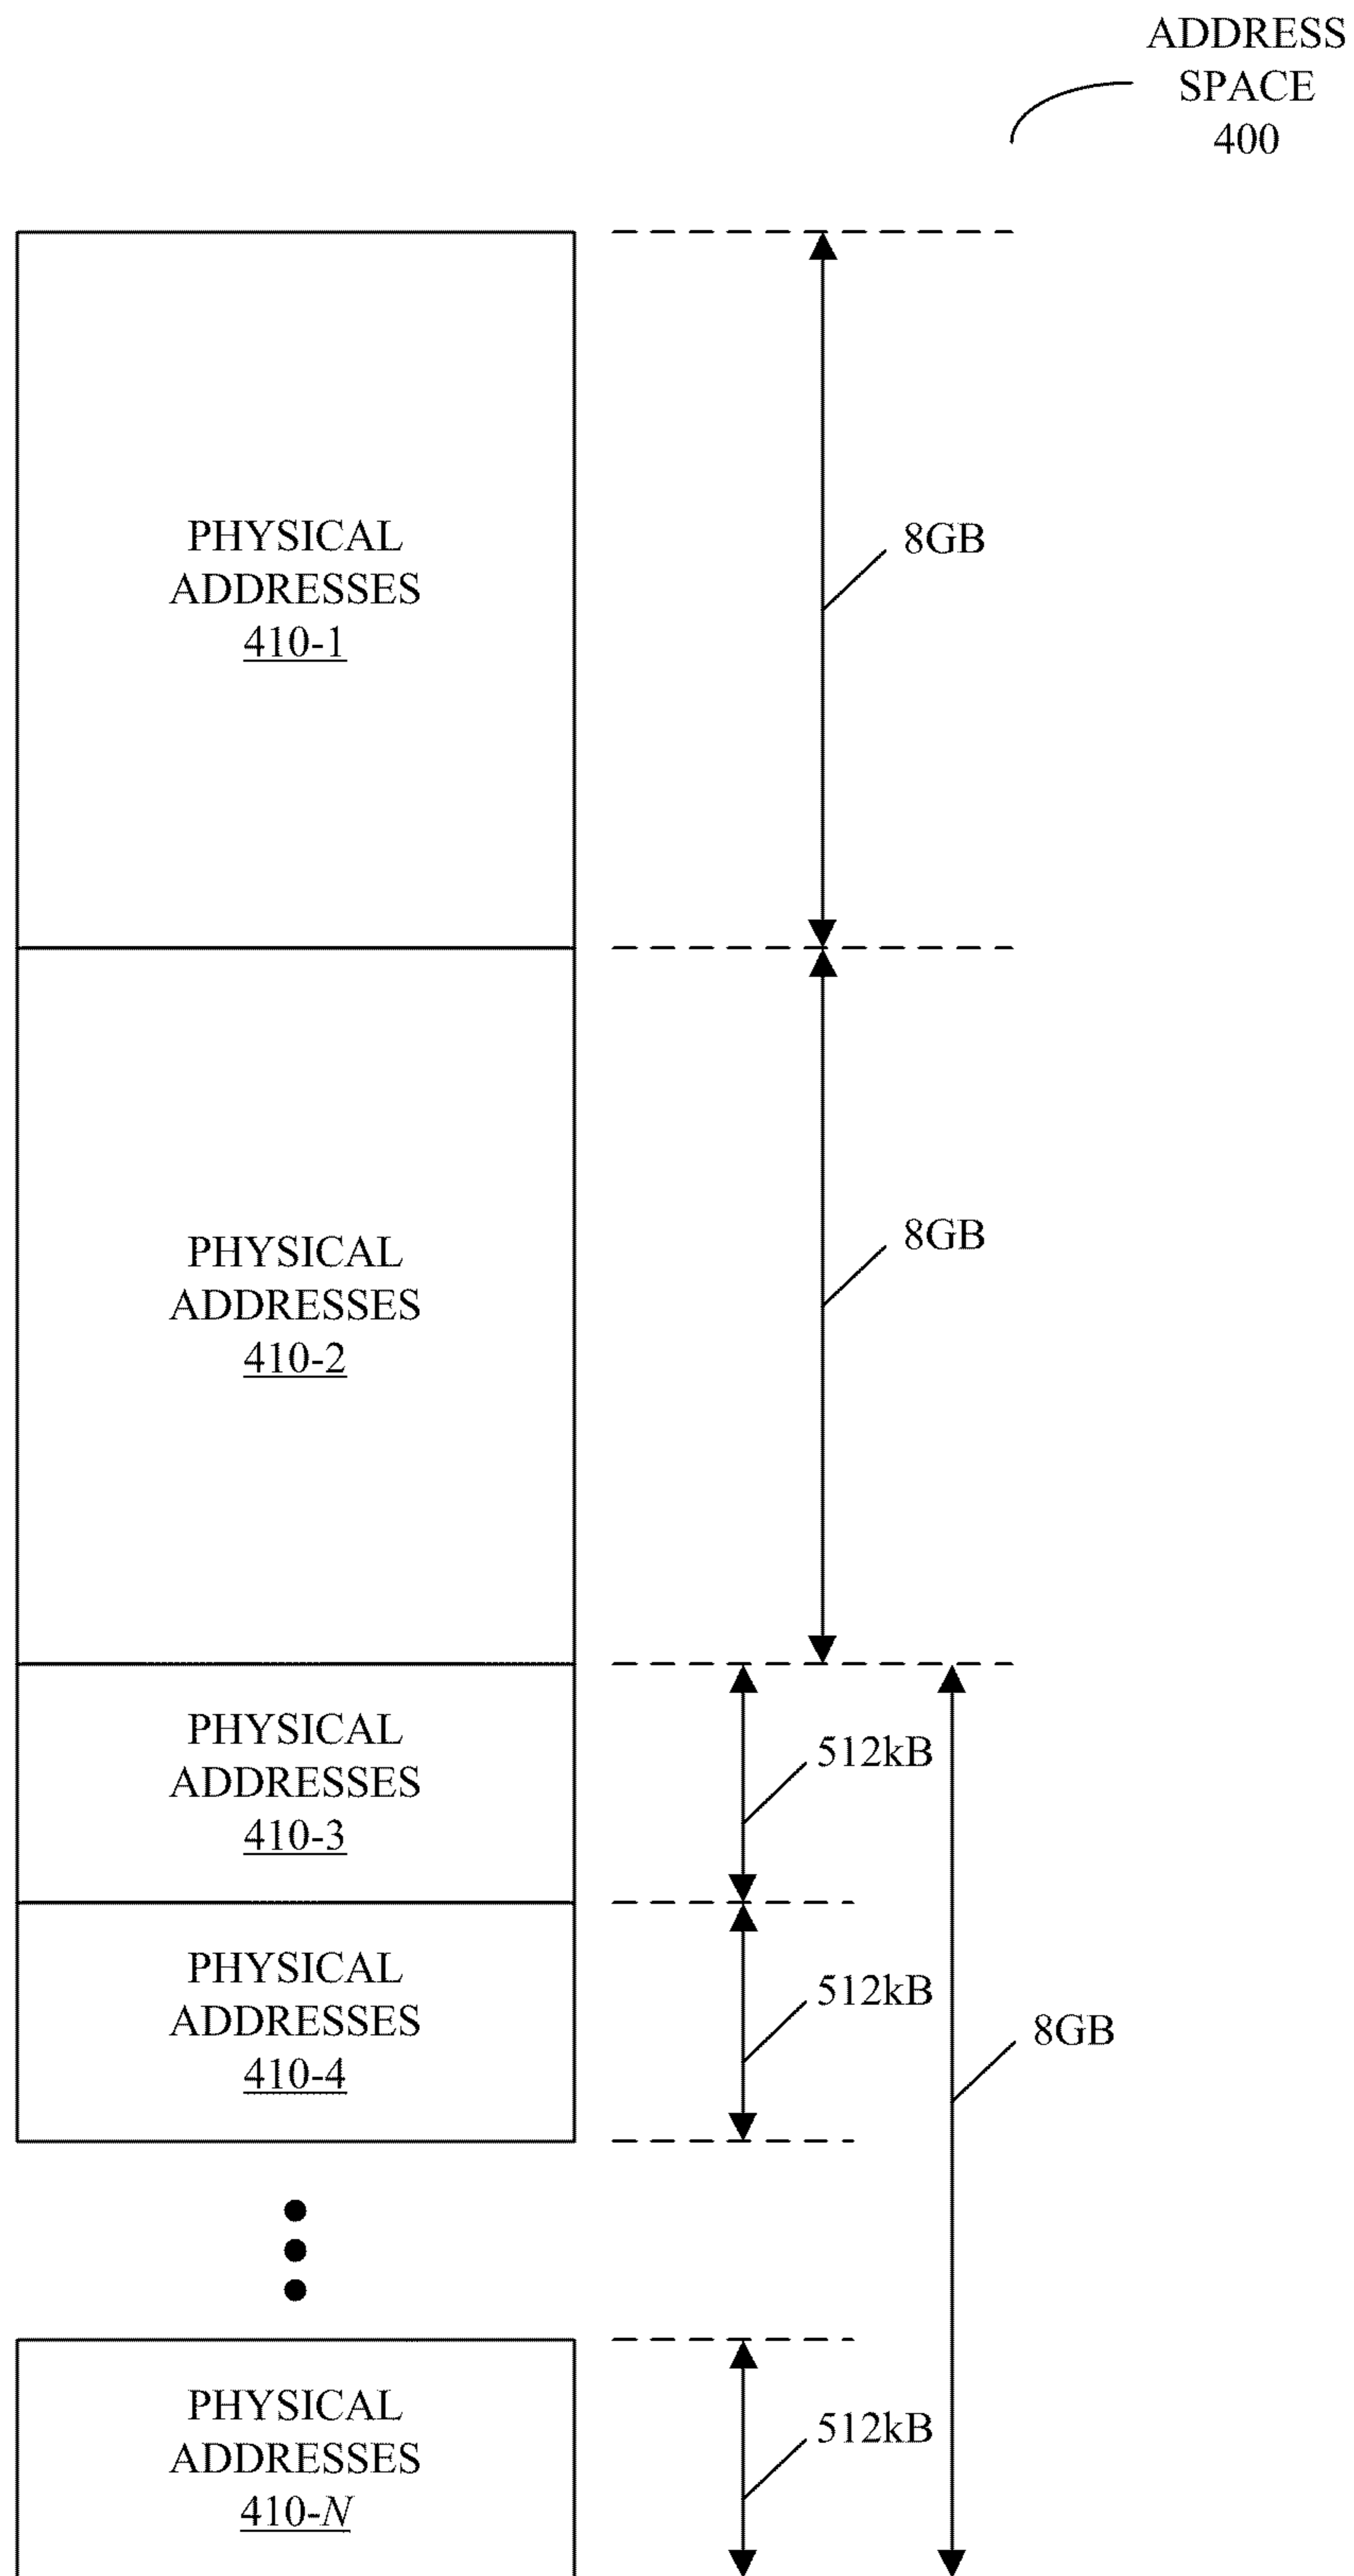 ADDRESS
SPACE
400
PHYSICAL
ADDRESSES
410-1
8GB
PHYSICAL
ADDRESSES
410-2
8GB
PHYSICAL
ADDRESSES
410-3
512kB
PHYSICAL
ADDRESSES
410-4
512kB
8GB
PHYSICAL
ADDRESSES
410-N
512kB